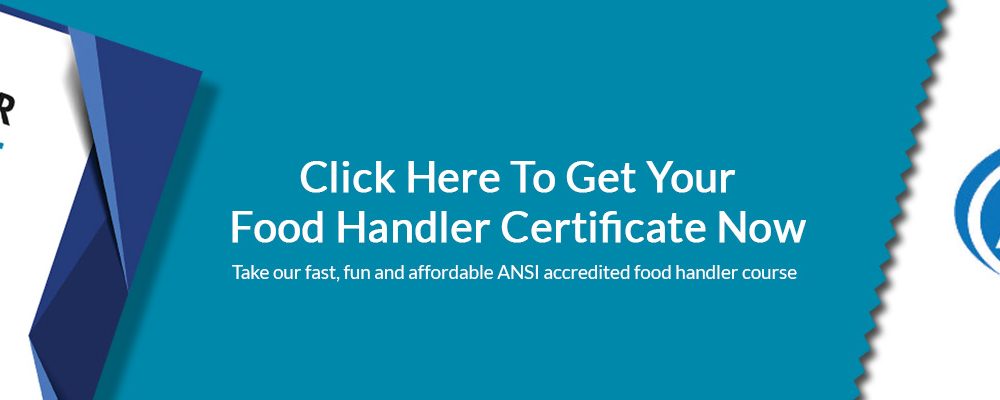 Click Here To Get Your
Food Handler Certificate Now
Take our fast, fun and affordable ANSI accredited food handler course